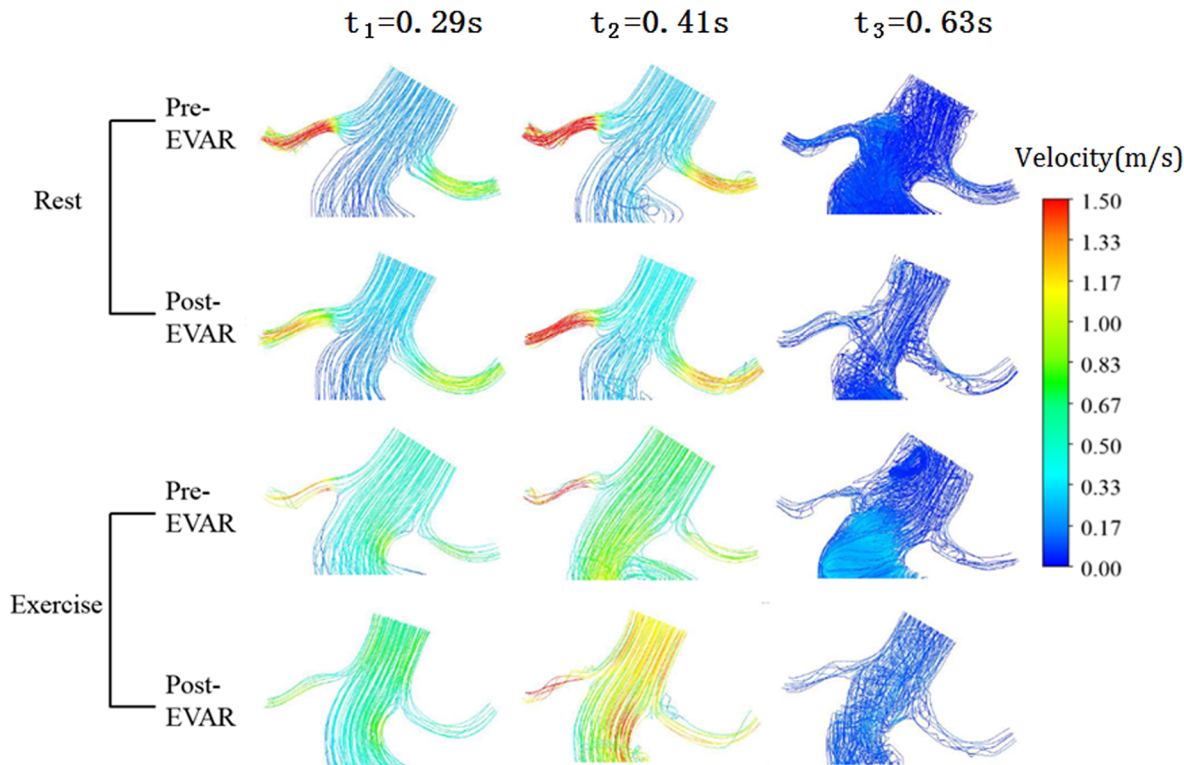 t₁=0.29s
t₂=0.41s
t₃=0.63s
Pre-
EVAR
Rest
Post-
EVAR
Pre-
EVAR
Exercise
Post-
EVAR
Velocity(m/s)
1.50
1.33
1.17
1.00
0.83
0.67
0.50
0.33
0.17
0.00